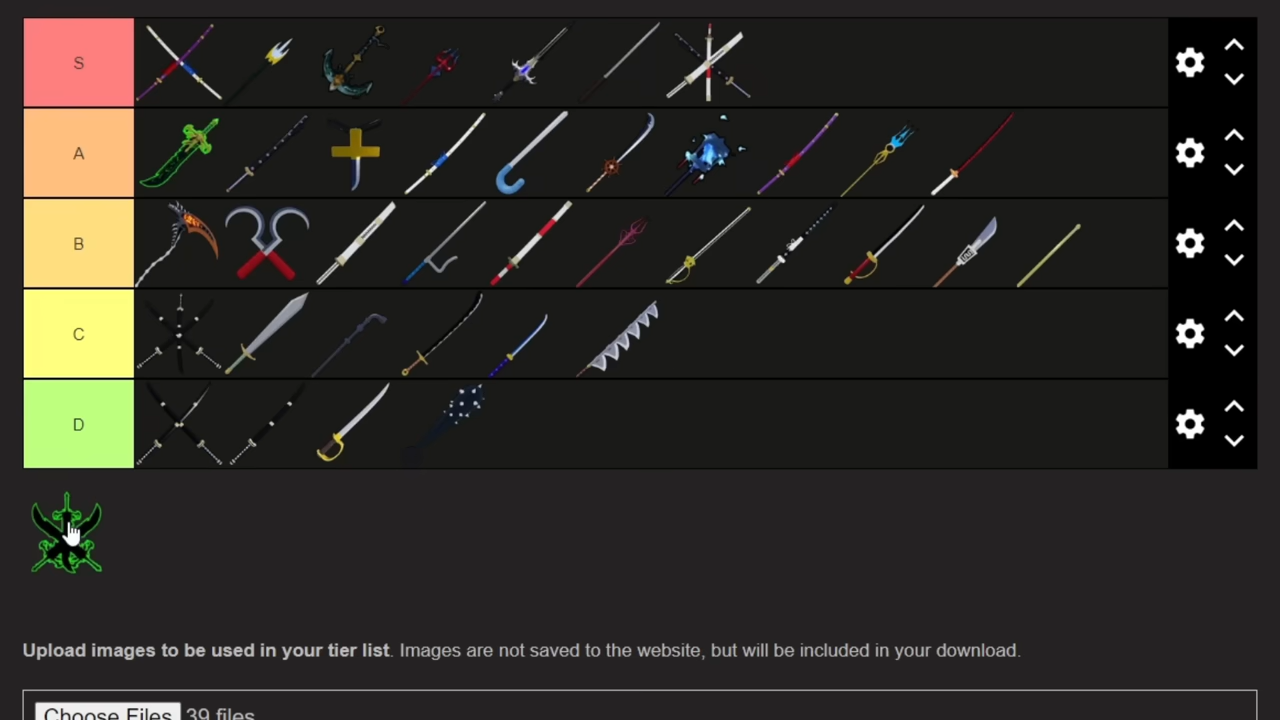 S
A
B
C
D
Upload images to be used in your tier list. Images are not saved to the website, but will be included in your download.
Choose Files 39 files